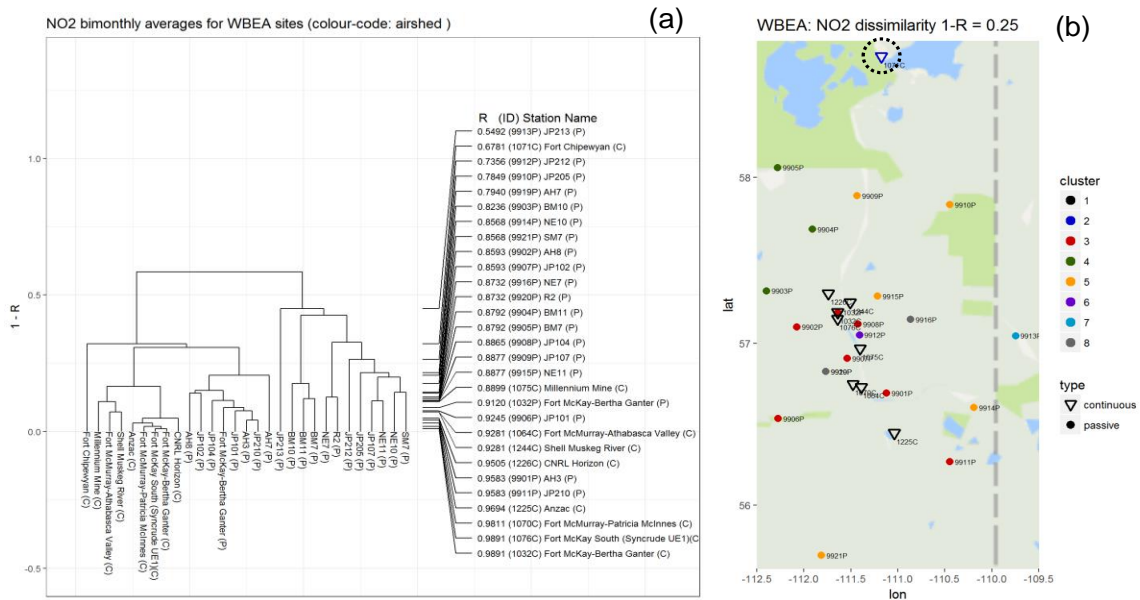 NO2 bimonthly averages for WBEA sites (colour-code: airshed )
(a)
1 - R
1.0
0.5
0.0
-0.5
R (ID) Station Name
0.5492 (9913P) JP213 (P)
0.6781 (1071C) Fort Chipewyan (C)
0.7356 (9912P) JP212 (P)
0.7849 (9910P) JP205 (P)
0.7940 (9919P) AH7 (P)
0.8236 (9903P) BM10 (P)
0.8568 (9914P) NE10 (P)
0.8568 (9921P) SM7 (P)
0.8593 (9902P) AH8 (P)
0.8593 (9907P) JP102 (P)
0.8732 (9916P) NE7 (P)
0.8732 (9920P) R2 (P)
0.8792 (9904P) BM11 (P)
0.8792 (9905P) BM7 (P)
0.8865 (9908P) JP104 (P)
0.8877 (9909P) JP107 (P)
0.8877 (9915P) NE11 (P)
0.8899 (1075C) Millennium Mine (C)
0.9120 (1032P) Fort McKay-Bertha Ganter (P)
0.9245 (9906P) JP101 (P)
0.9281 (1064C) Fort McMurray-Athabasca Valley (C)
0.9281 (1244C) Shell Muskeg River (C)
0.9505 (1226C) CNRL Horizon (C)
0.9583 (9901P) AH3 (P)
0.9583 (9911P) JP210 (P)
0.9694 (1225C) Anzac (C)
0.9811 (1070C) Fort McMurray-Patricia McInnes (C)
0.9891 (1076C) Fort McKay South (Syncrude UE1)(C
0.9891 (1032C) Fort McKay-Bertha Ganter (C)
Fort Chipewyan (C)
Millennium Mine (C)
Fort McMurray-Athabasca Valley (C)
Shell Muskeg River (C)
Anzac (C)
Fort McMurray-Patricia McInnes (C)
Fort McKay South (Syncrude UE1)(C)
Fort McKay-Bertha Ganter (C)
CNRL Horizon (C)
AH8 (P)
JP102 (P)
JP104 (P)
Fort McKay-Bertha Ganter (P)
JP101 (P)
AH3 (P)
JP210 (P)
AH7 (P)
JP213 (P)
BM10 (P)
BM11 (P)
BM7 (P)
NE7 (P)
R2 (P)
JP212 (P)
JP205 (P)
JP107 (P)
NE11 (P)
NE10 (P)
SM7 (P)
WBEA: NO2 dissimilarity 1-R = 0.25
(b)
lat
58
57
56
9905P
9909P
9910P
9904P
9903P
9915P
9902P
9908P
9916P
9912P
9913P
9901P
9914P
9906P
1225C
9911P
9921P
-112.5
-112.0
-111.5
-111.0
-110.5
-110.0
-109.5
lon
cluster
1
2
3
4
5
6
7
8
type
continuous
passive